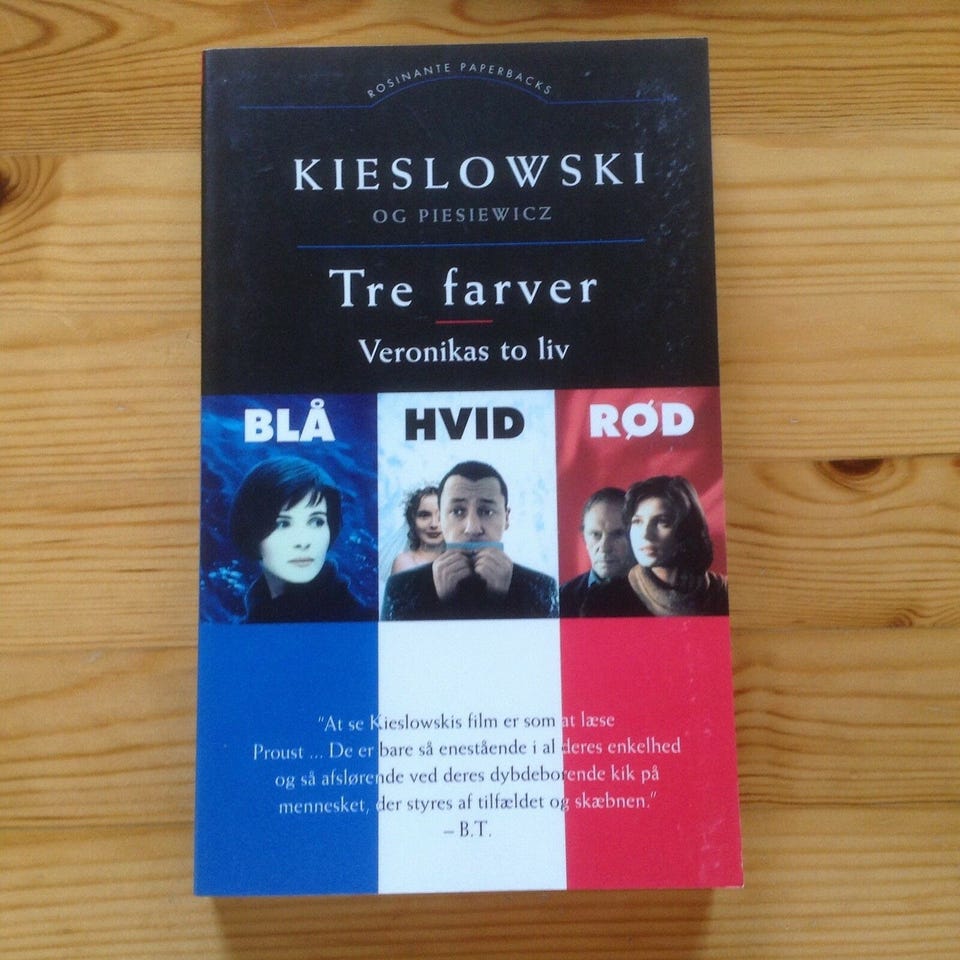 ROSINANTE PAPERBACKS
KIESLOWSKI
OG PIESIEWICZ
Tre farver
Veronikas to liv
BLÅ HVID RØD
"At se Kieslowskis film er som at læse
Proust ... De er bare så enestående i al deres enkelhed
og så afslørende ved deres dybdeborende kik på
mennesket, der styres af tilfældet og skæbnen."
– B.T.